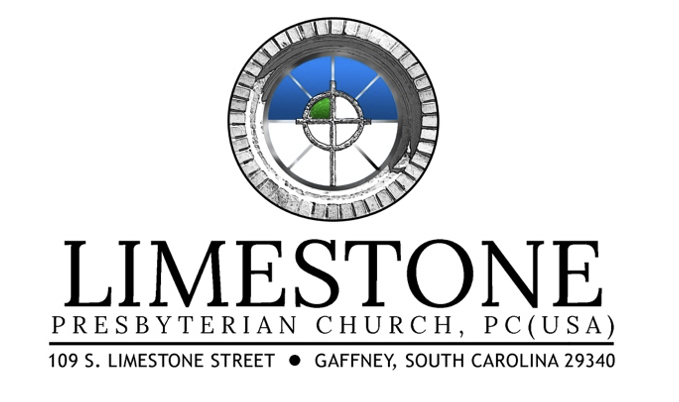 LIMESTONE
PRESBYTERIAN CHURCH, PC(USA)
109 S. LIMESTONE STREET ● GAFFNEY, SOUTH CAROLINA 29340